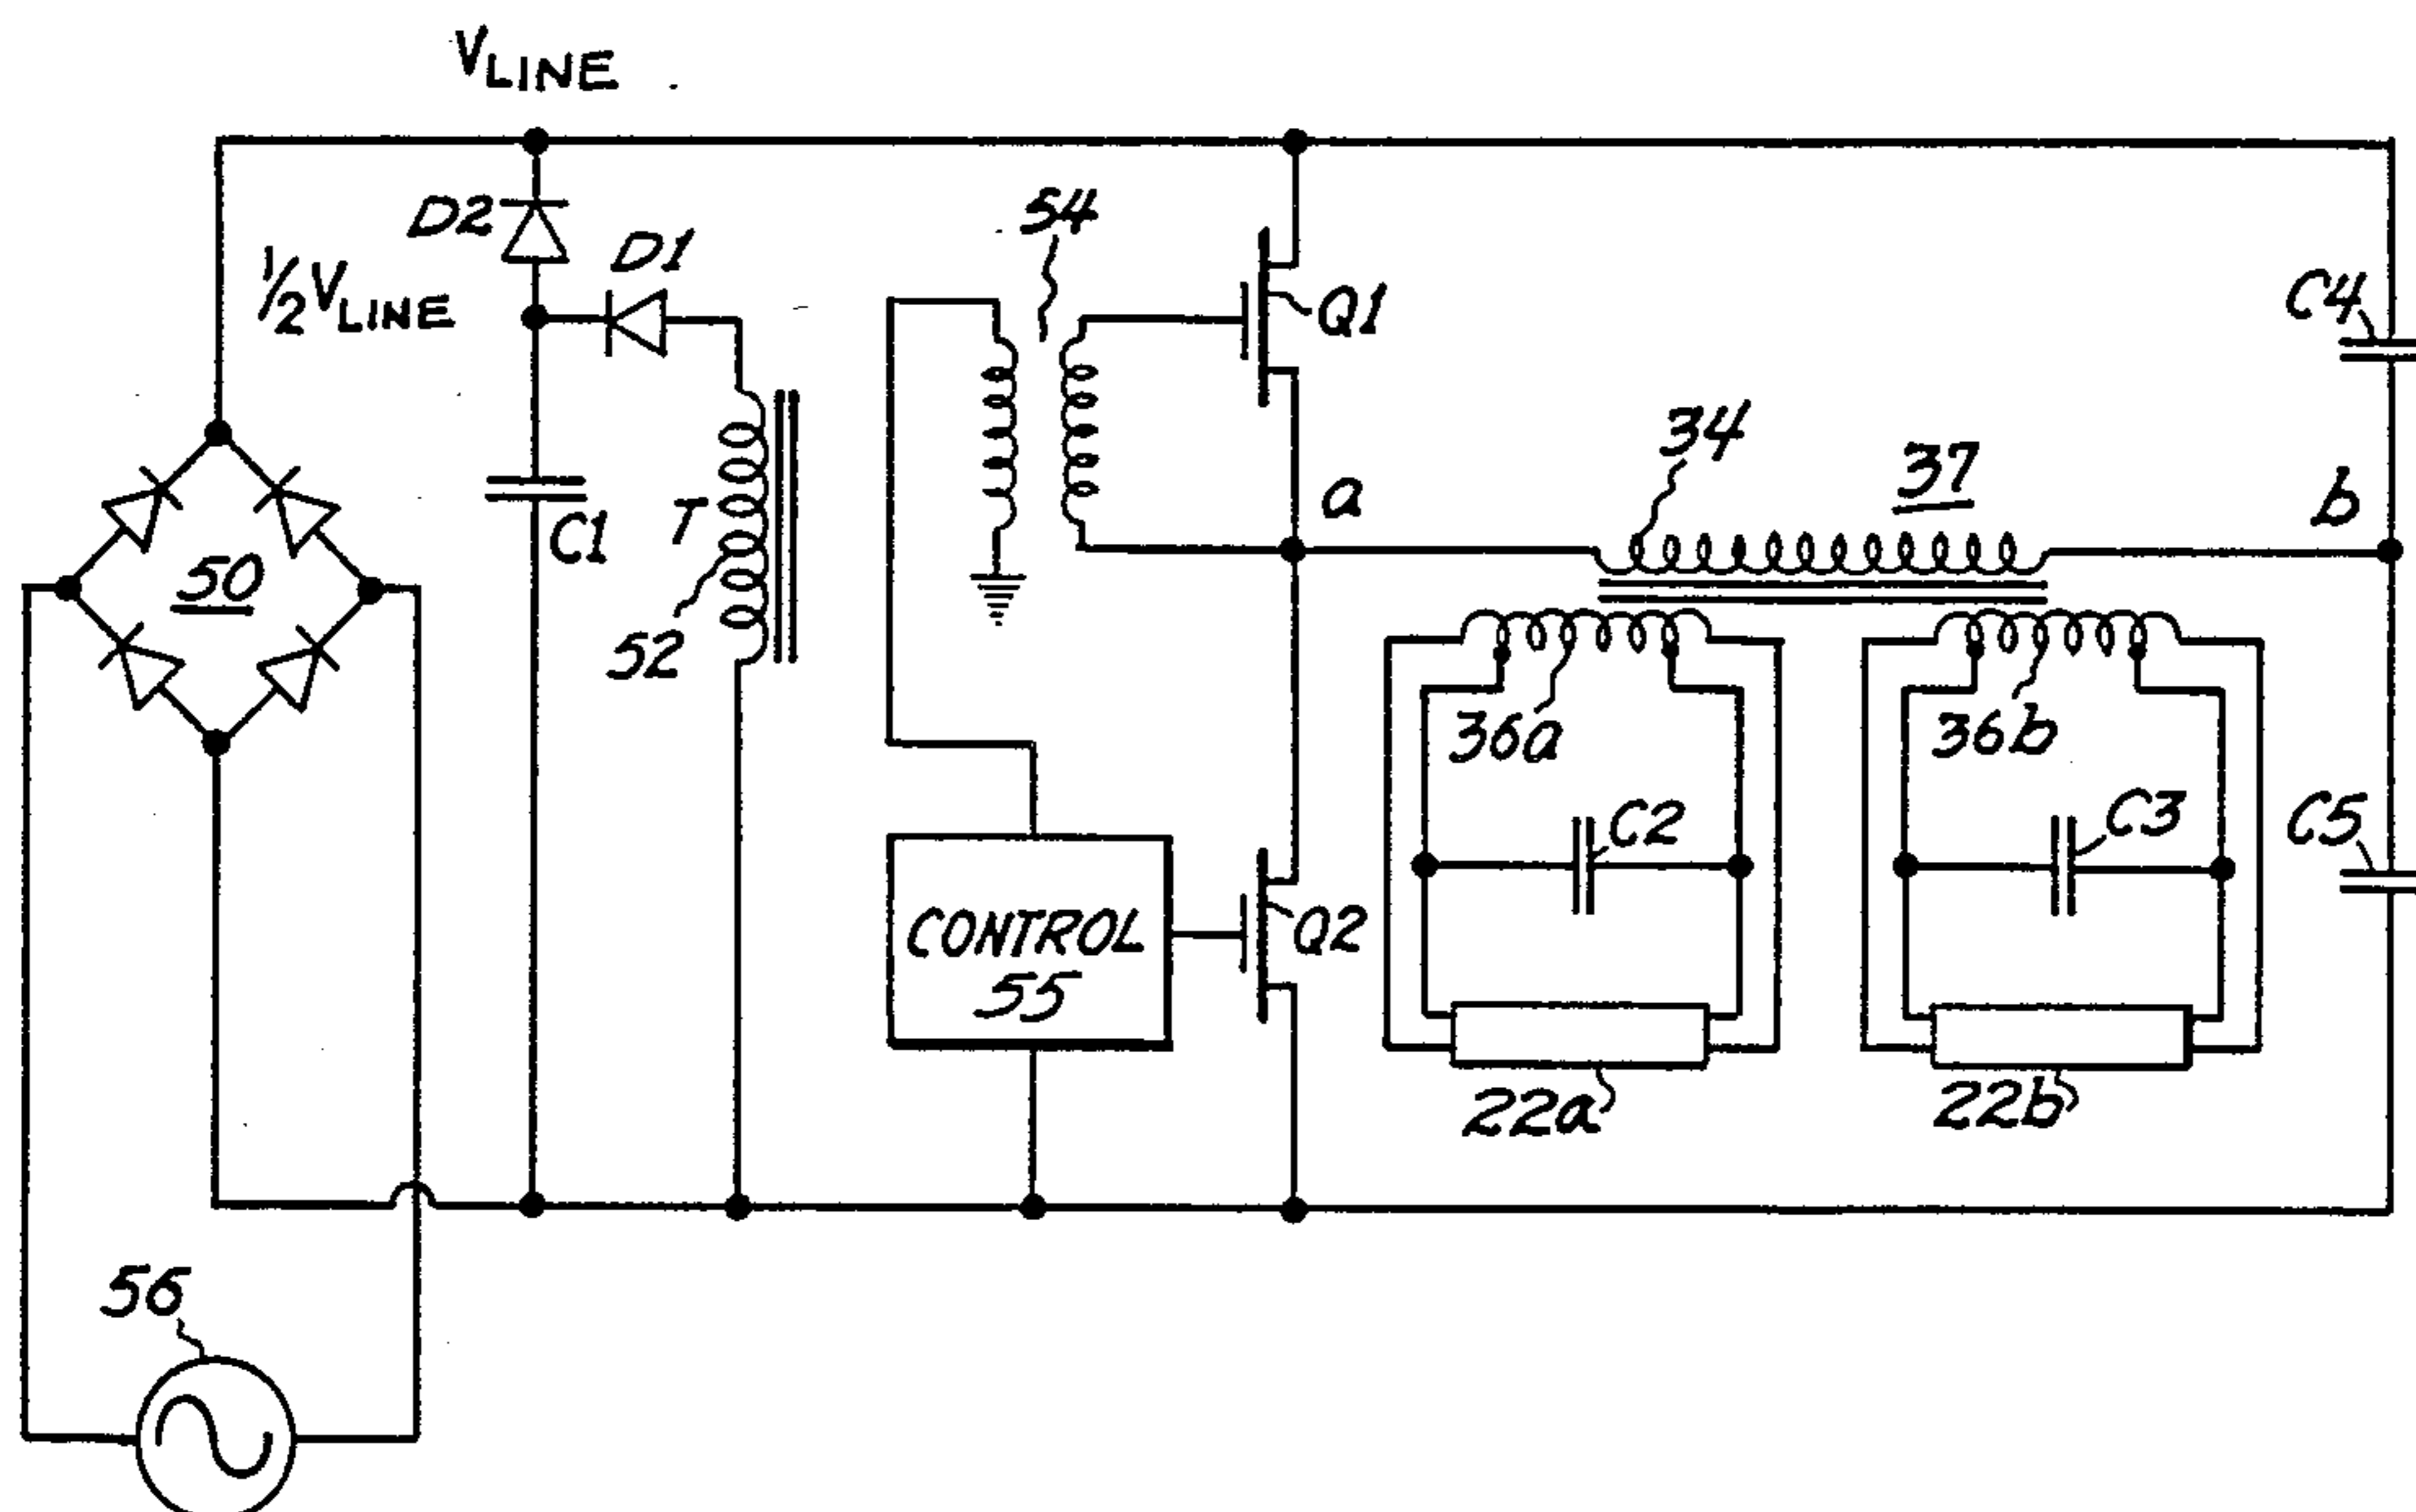 VLINE
54
D2
D1
½VLINE
Q1
C4
34
37
a
b
C1
T
50
52
36a
36b
C2
C3
C5
CONTROL
55
Q2
22a
22b
56